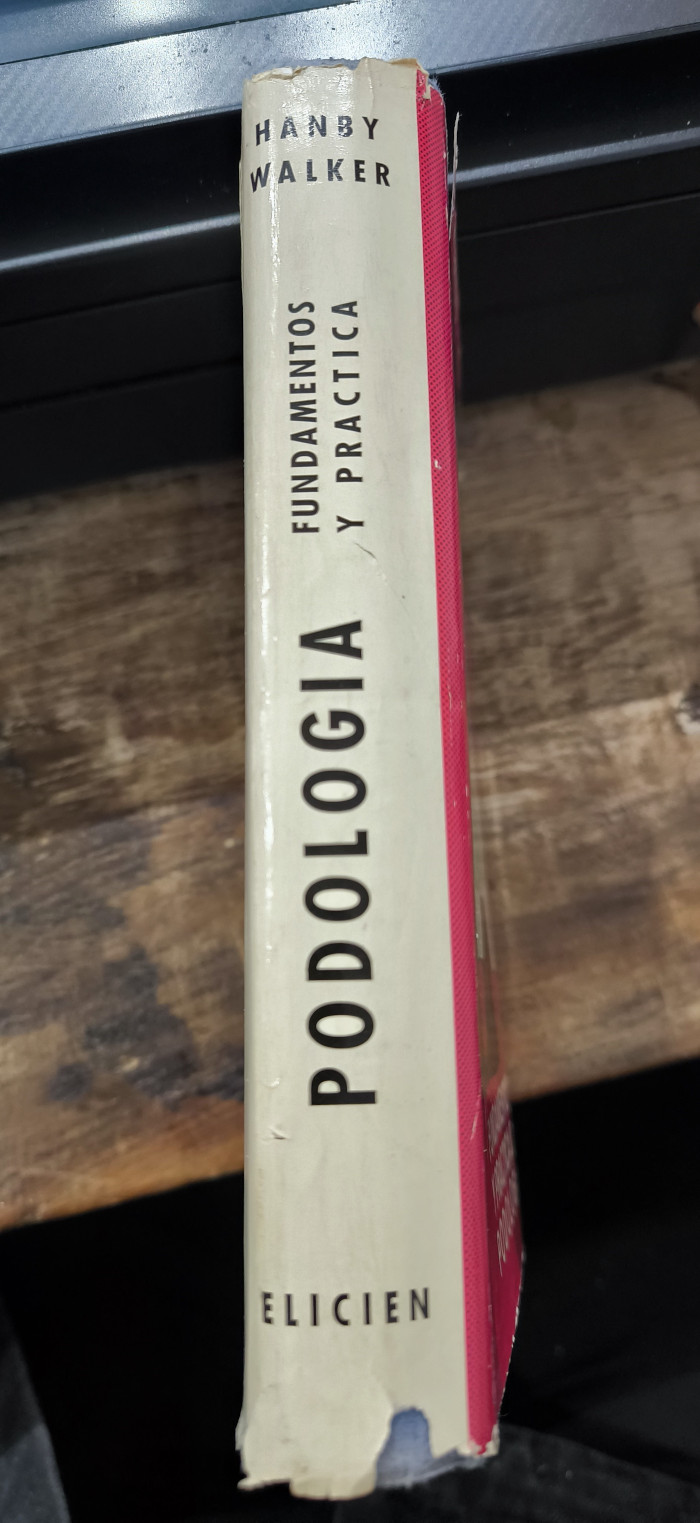 HANBY
WALKER
PODOLOGIA
FUNDAMENTOS
Y PRACTICA
ELICIEN